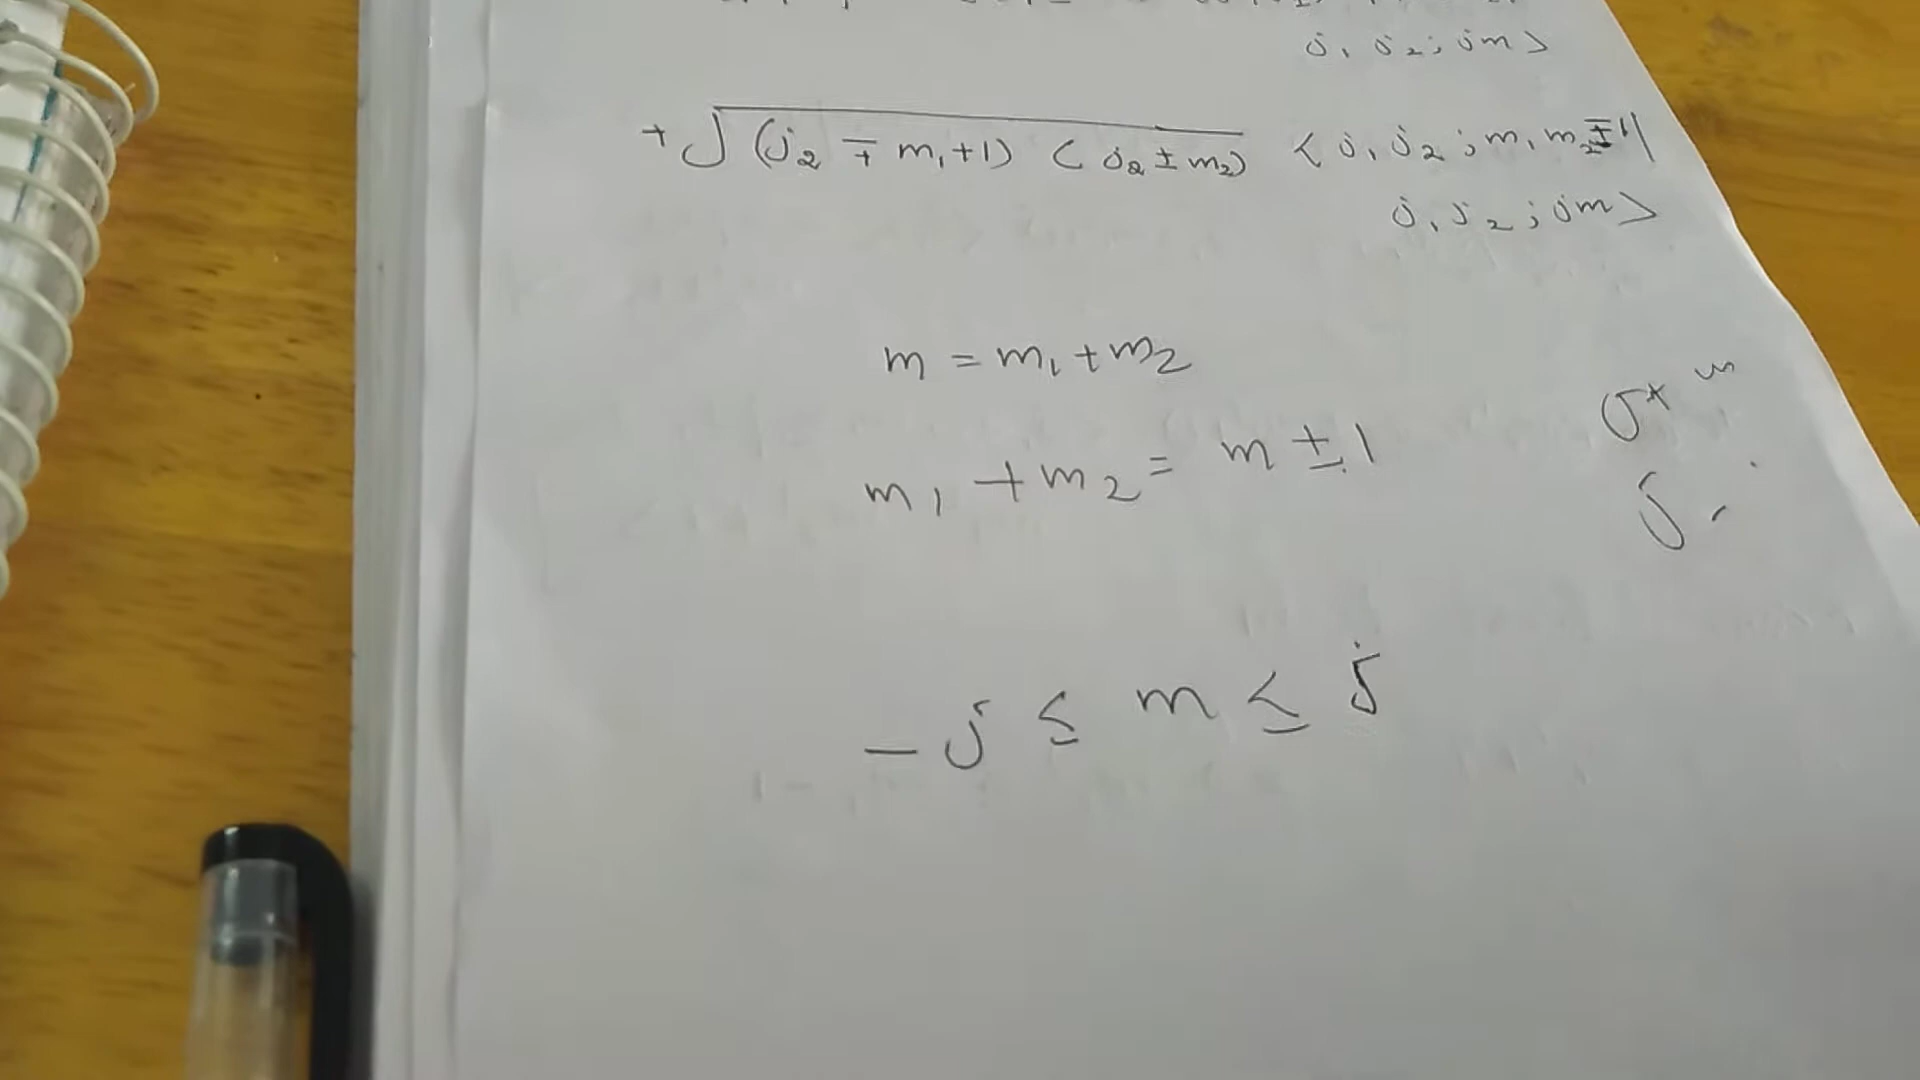 j₁ j₂ ; jm >
+ √(j₂ ∓ m₁+1) (j₂ ± m₂) < j₁ j₂ ; m₁ m₂ ∓ 1|
j₁ j₂ ; jm >
m = m₁ + m₂
m₁ + m₂ = m ± 1
J+
J-
- j ≤ m ≤ j